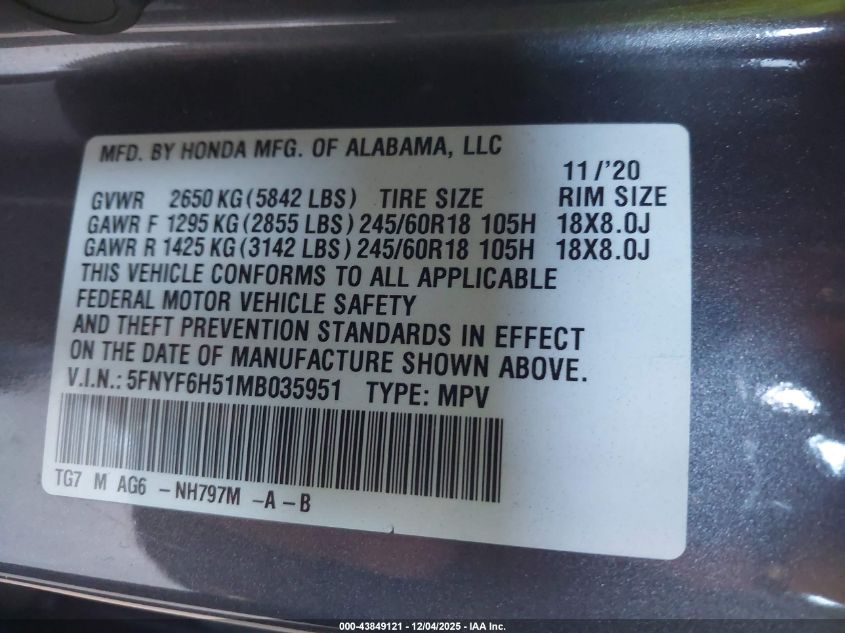 MFD. BY HONDA MFG. OF ALABAMA, LLC
11/'20
GVWR 2650 KG (5842 LBS) TIRE SIZE RIM SIZE
GAWR F 1295 KG (2855 LBS) 245/60R18 105H 18X8.0J
GAWR R 1425 KG (3142 LBS) 245/60R18 105H 18X8.0J
THIS VEHICLE CONFORMS TO ALL APPLICABLE
FEDERAL MOTOR VEHICLE SAFETY
AND THEFT PREVENTION STANDARDS IN EFFECT
ON THE DATE OF MANUFACTURE SHOWN ABOVE.
V.I.N.: 5FNYF6H51MB035951 TYPE: MPV
TG7 M AG6 - NH797M - A - B
000-43849121 - 12/04/2025 - IAA Inc.